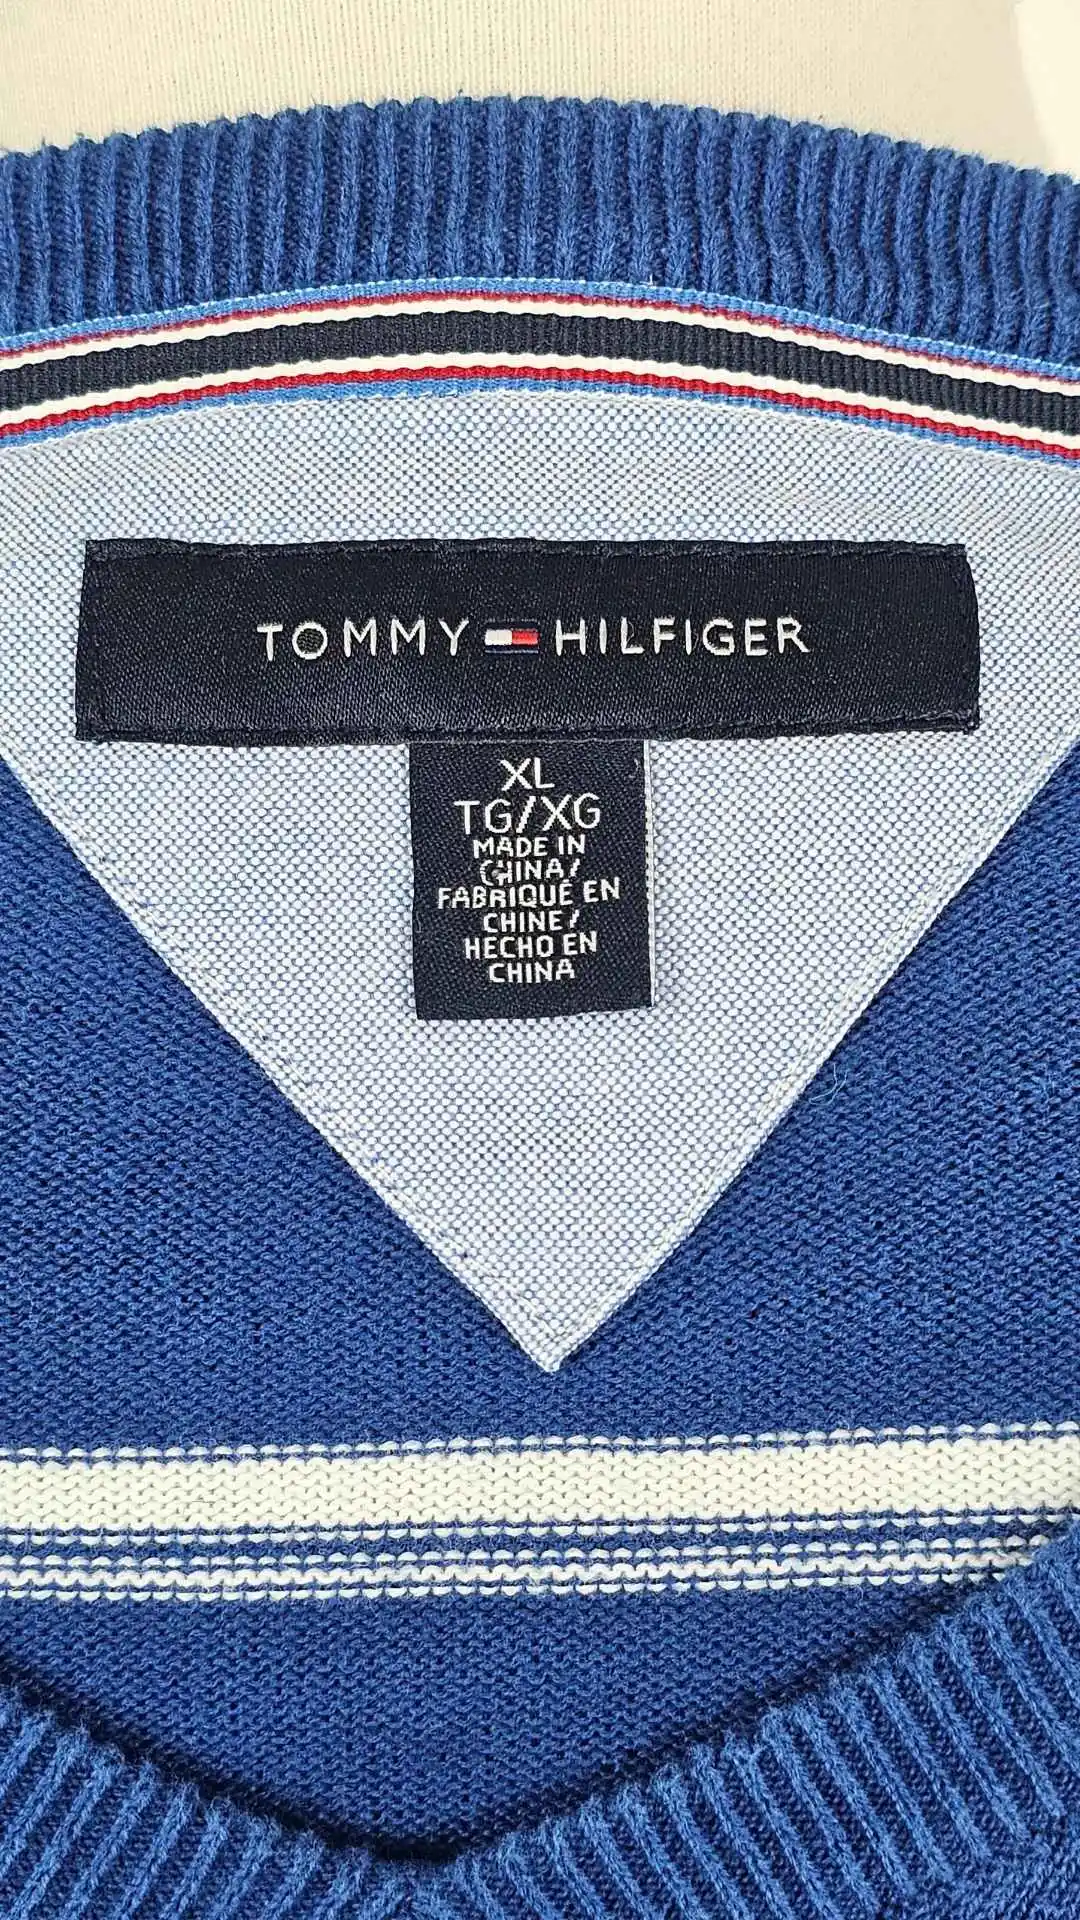 TOMMY HILFIGER
XL
TG/XG
MADE IN
CHINA/
FABRIQUÉ EN
CHINE/
HECHO EN
CHINA